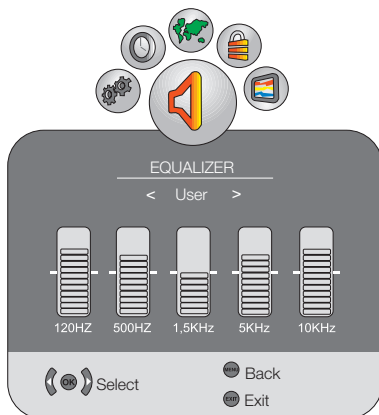 EQUALIZER
< User >
120HZ 500HZ 1,5KHz 5KHz 10KHz
OK Select
MENU Back
EXIT Exit